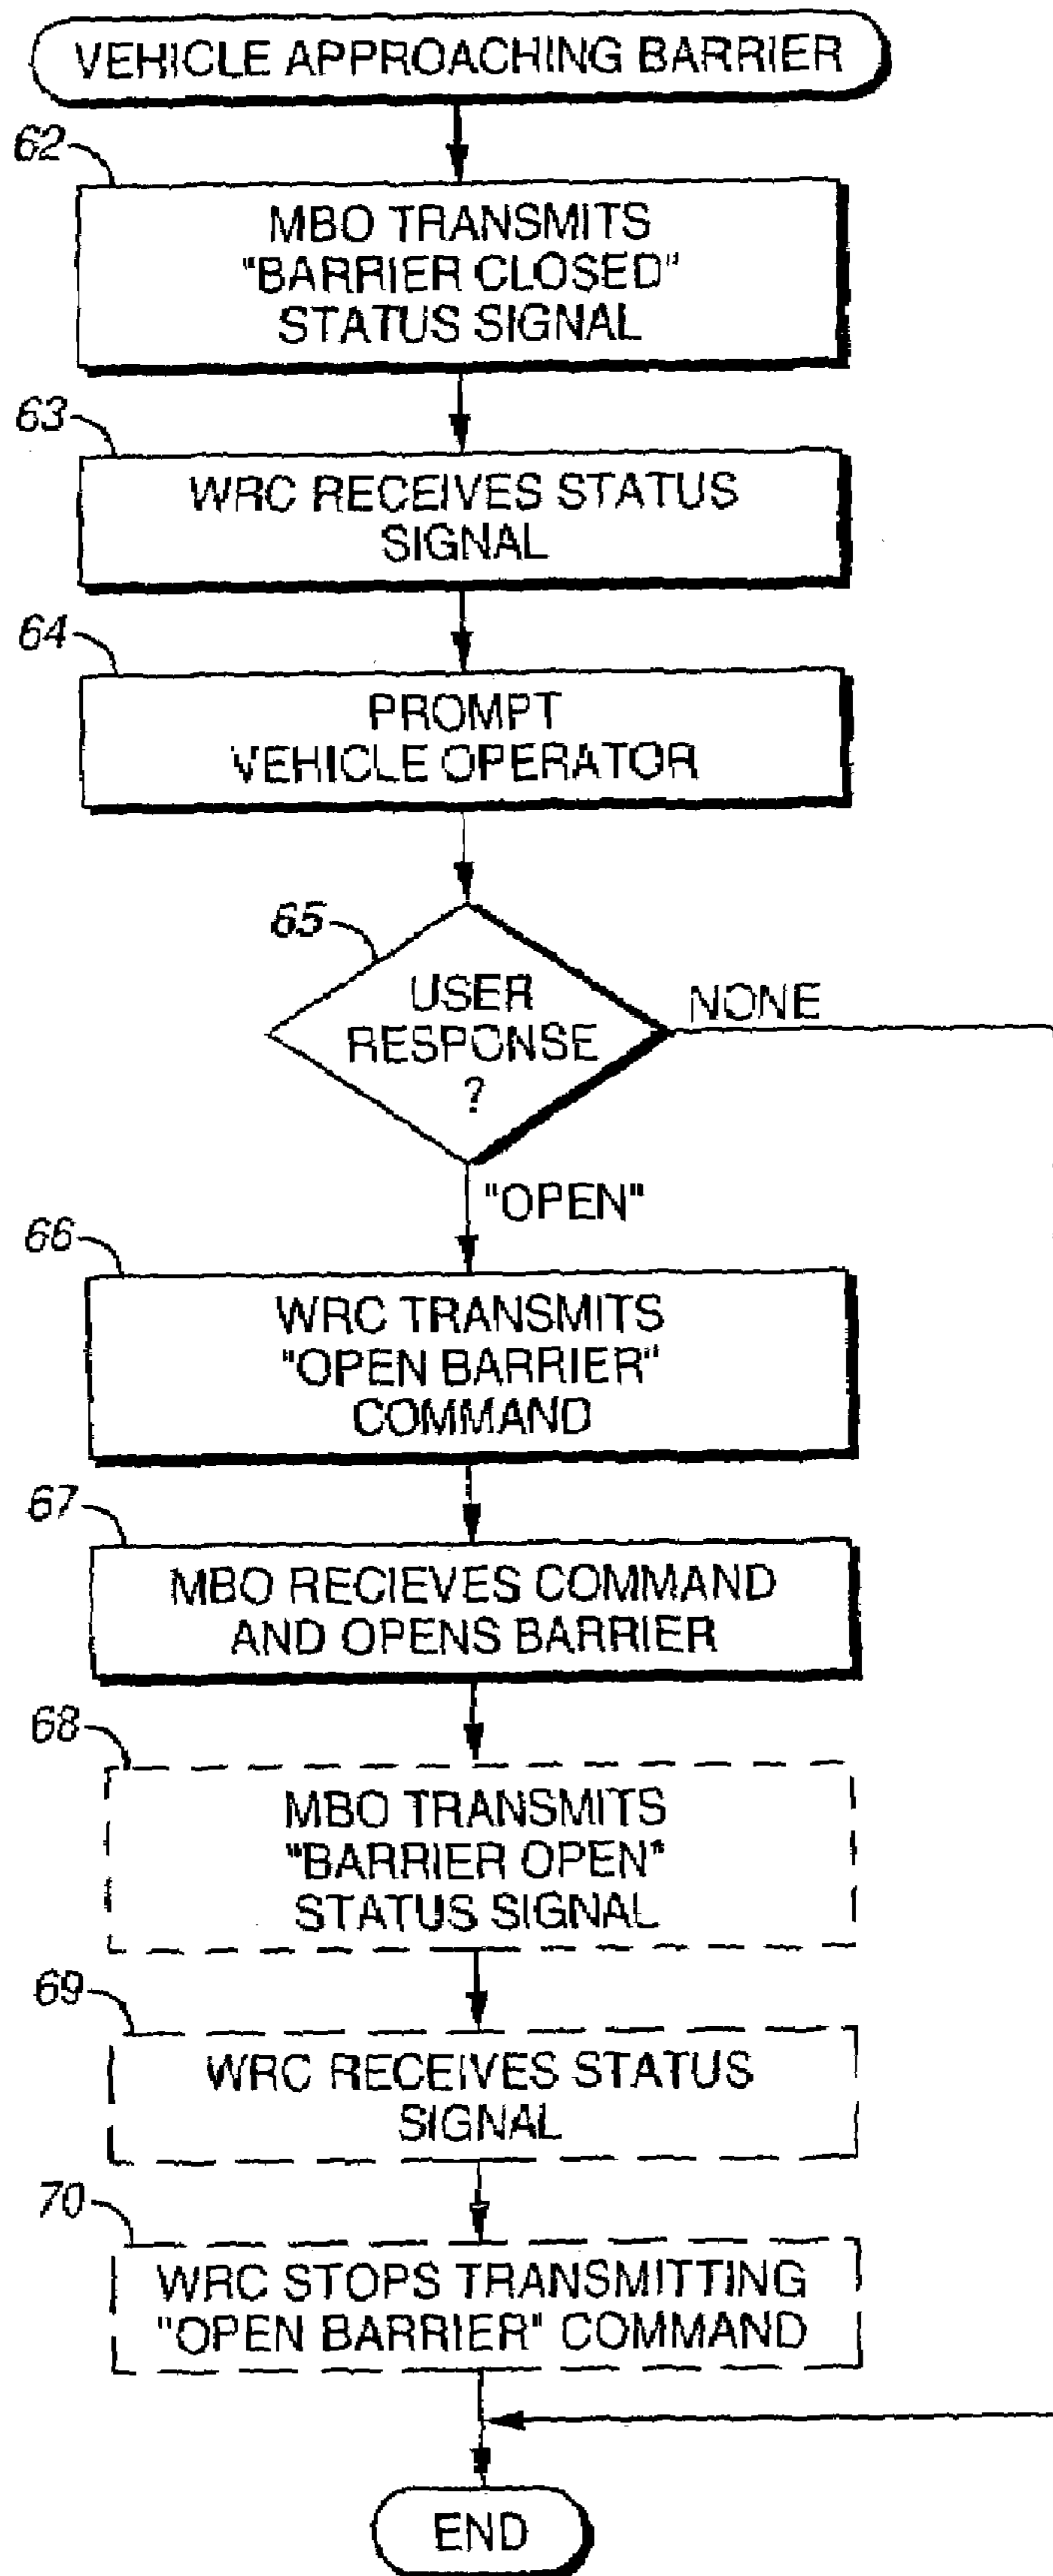 VEHICLE APPROACHING BARRIER
62
MBO TRANSMITS
"BARRIER CLOSED"
STATUS SIGNAL
63
WRC RECEIVES STATUS
SIGNAL
64
PROMPT
VEHICLE OPERATOR
65
USER
RESPONSE
?
NONE
"OPEN"
66
WRC TRANSMITS
"OPEN BARRIER"
COMMAND
67
MBO RECIEVES COMMAND
AND OPENS BARRIER
68
MBO TRANSMITS
"BARRIER OPEN"
STATUS SIGNAL
69
WRC RECEIVES STATUS
SIGNAL
70
WRC STOPS TRANSMITTING
"OPEN BARRIER" COMMAND
END